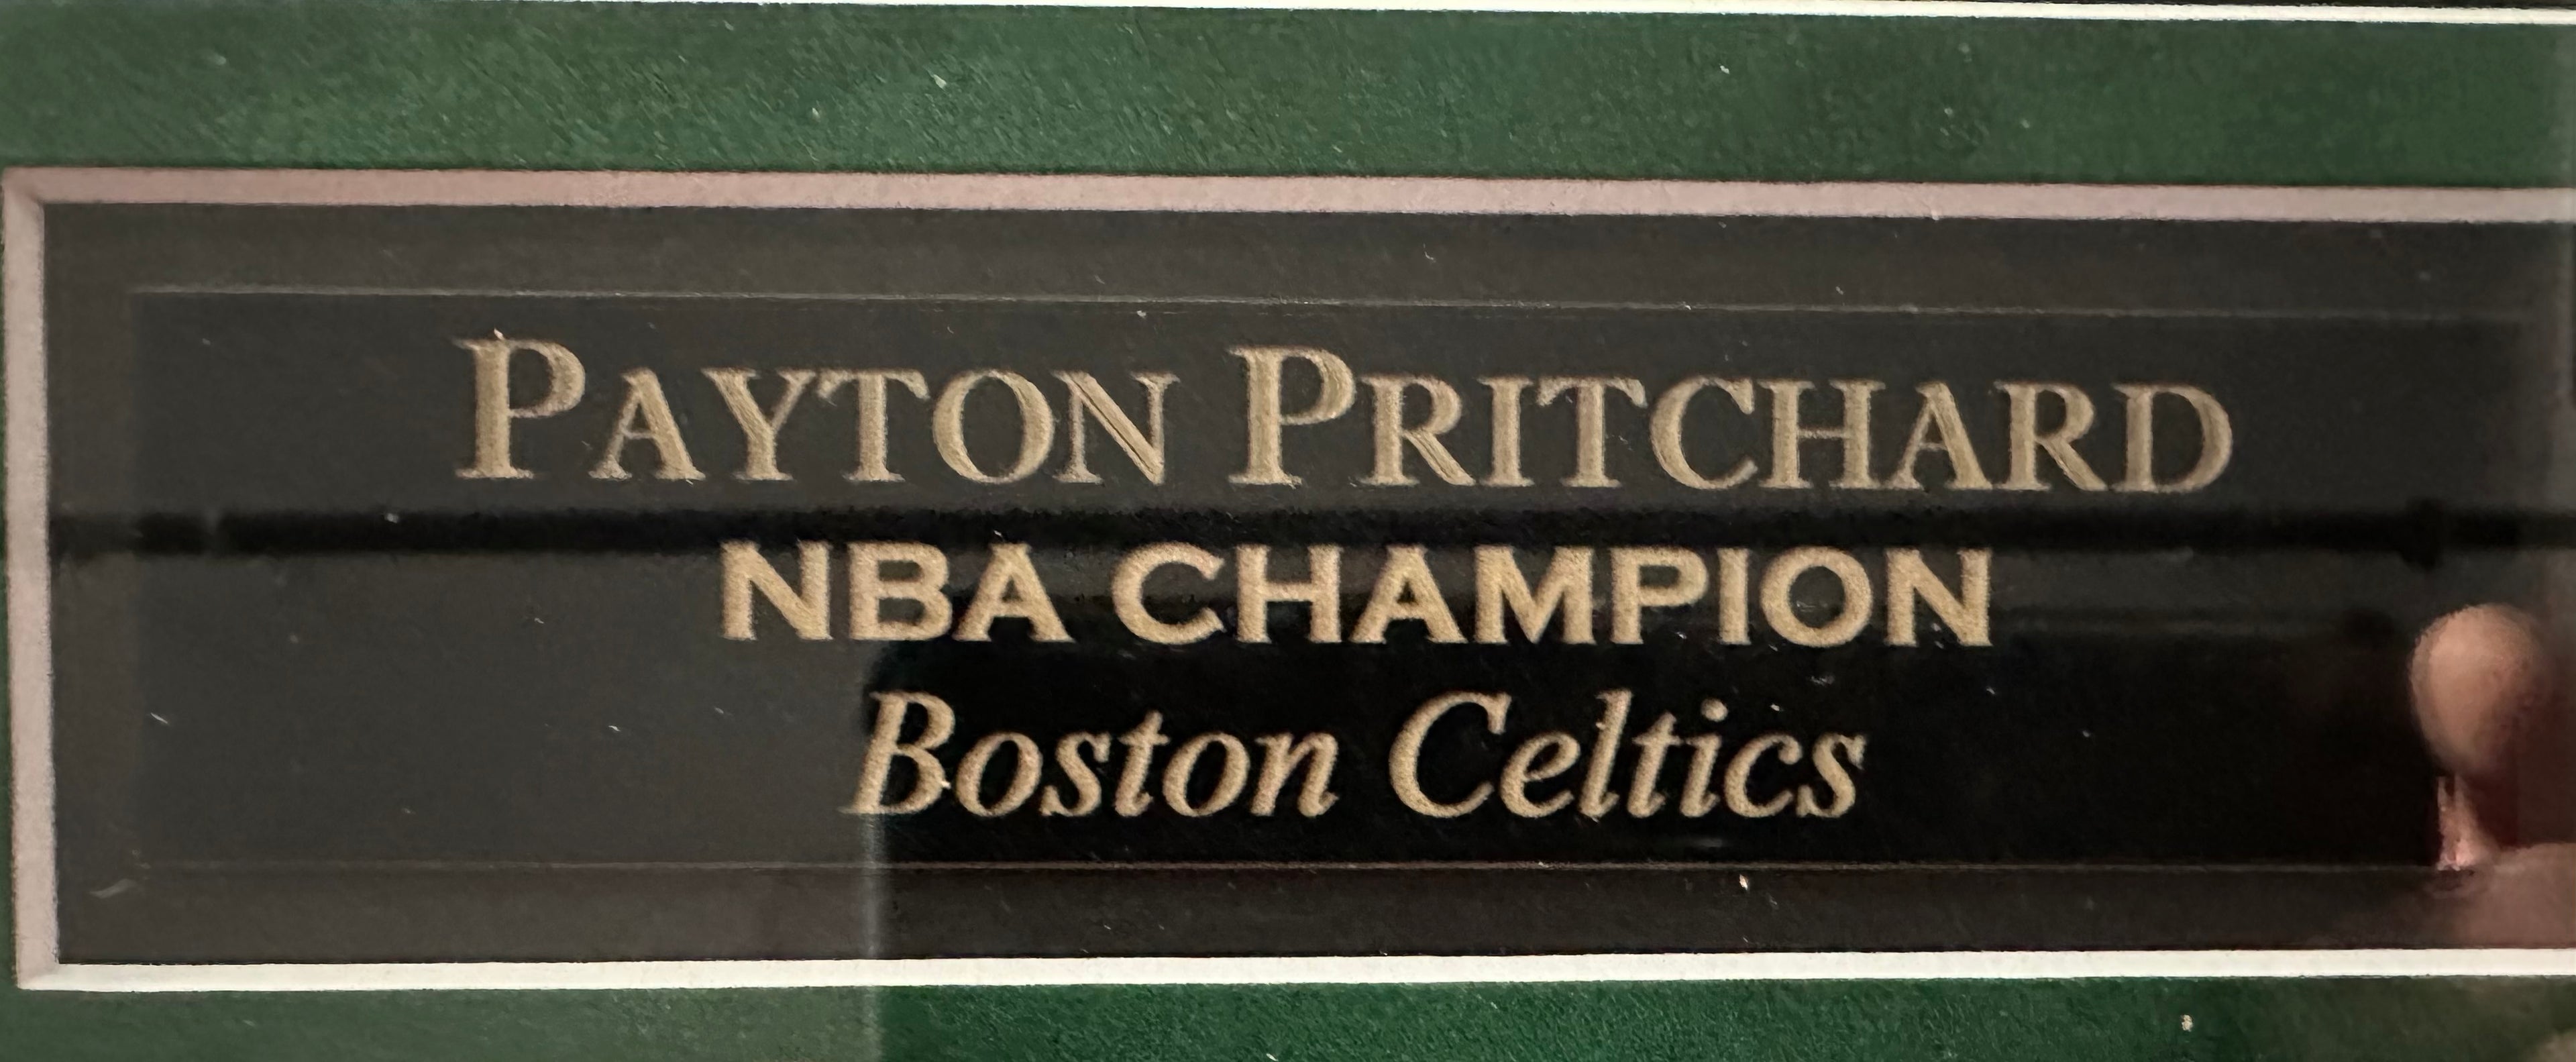 PAYTON PRITCHARD
NBA CHAMPION
Boston Celtics